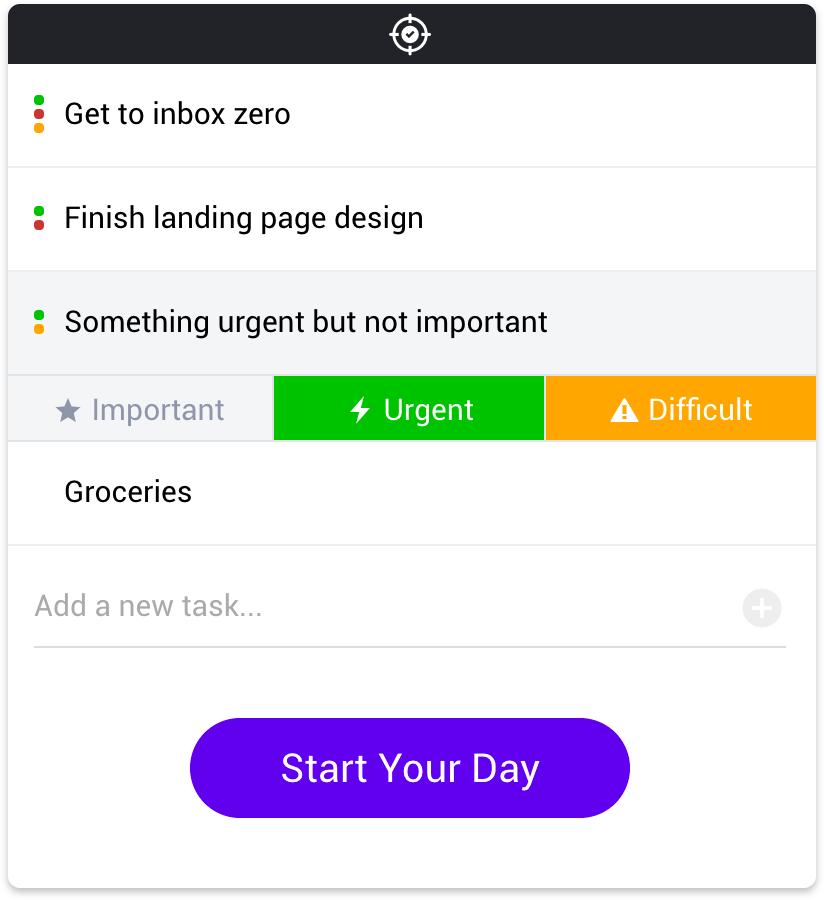 Get to inbox zero
Finish landing page design
Something urgent but not important
Important Urgent Difficult
Groceries
Add a new task...
Start Your Day